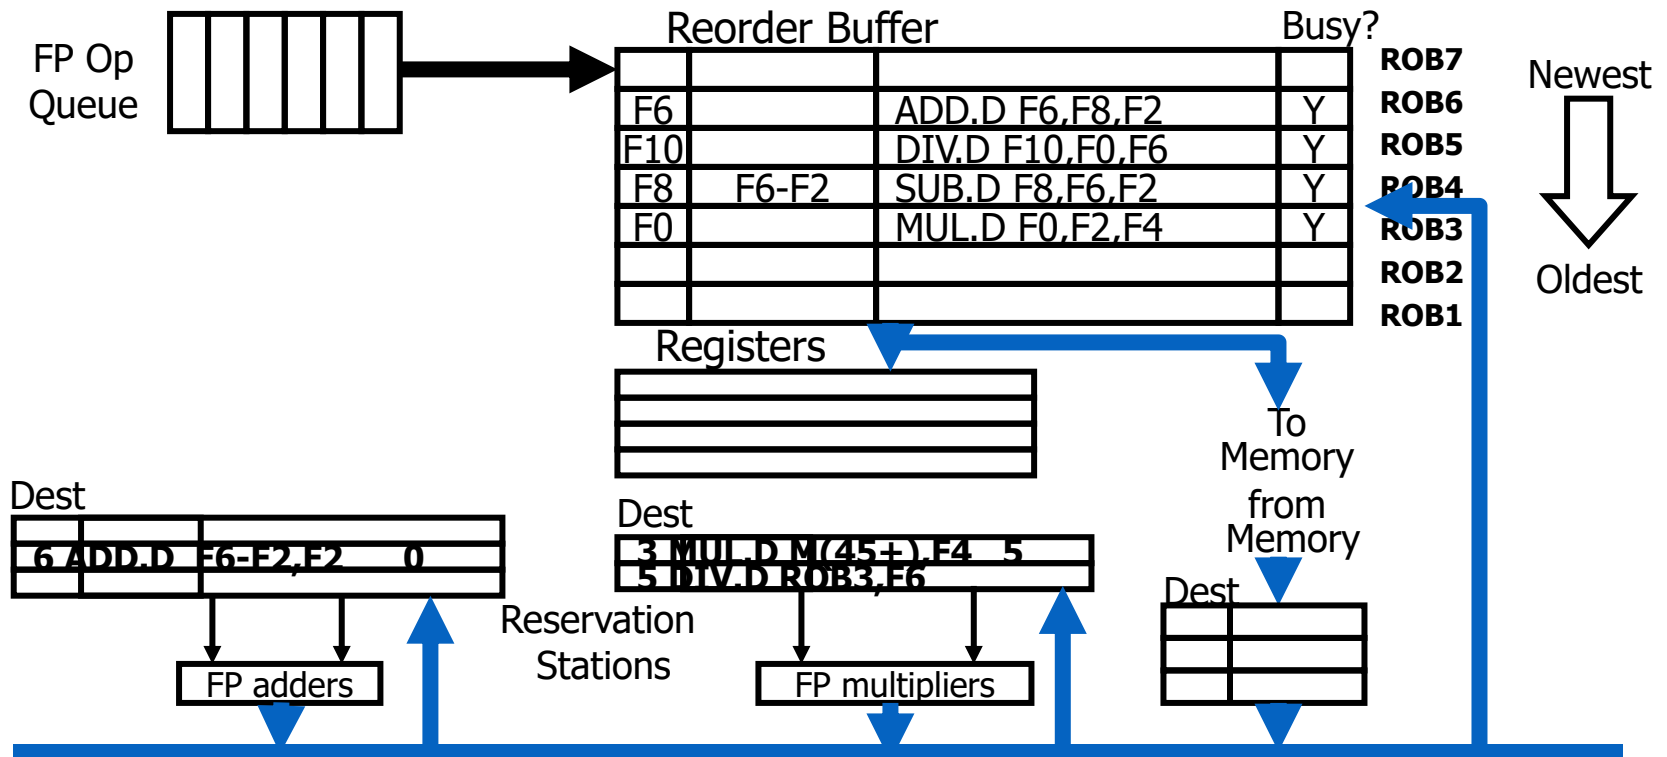 FP Op
Queue
Reorder Buffer
Busy?
F6 ADD.D F6,F8,F2 Y
F10 DIV.D F10,F0,F6 Y
F8 F6-F2 SUB.D F8,F6,F2 Y
F0 MUL.D F0,F2,F4 Y
ROB7
ROB6
ROB5
ROB4
ROB3
ROB2
ROB1
Newest
Oldest
Registers
To
Memory
from
Memory
Dest
6 ADD.D F6-F2,F2 0
Dest
3 MUL.D M(45+),F4 5
5 DIV.D ROB3,F6
Dest
Reservation
Stations
FP adders
FP multipliers